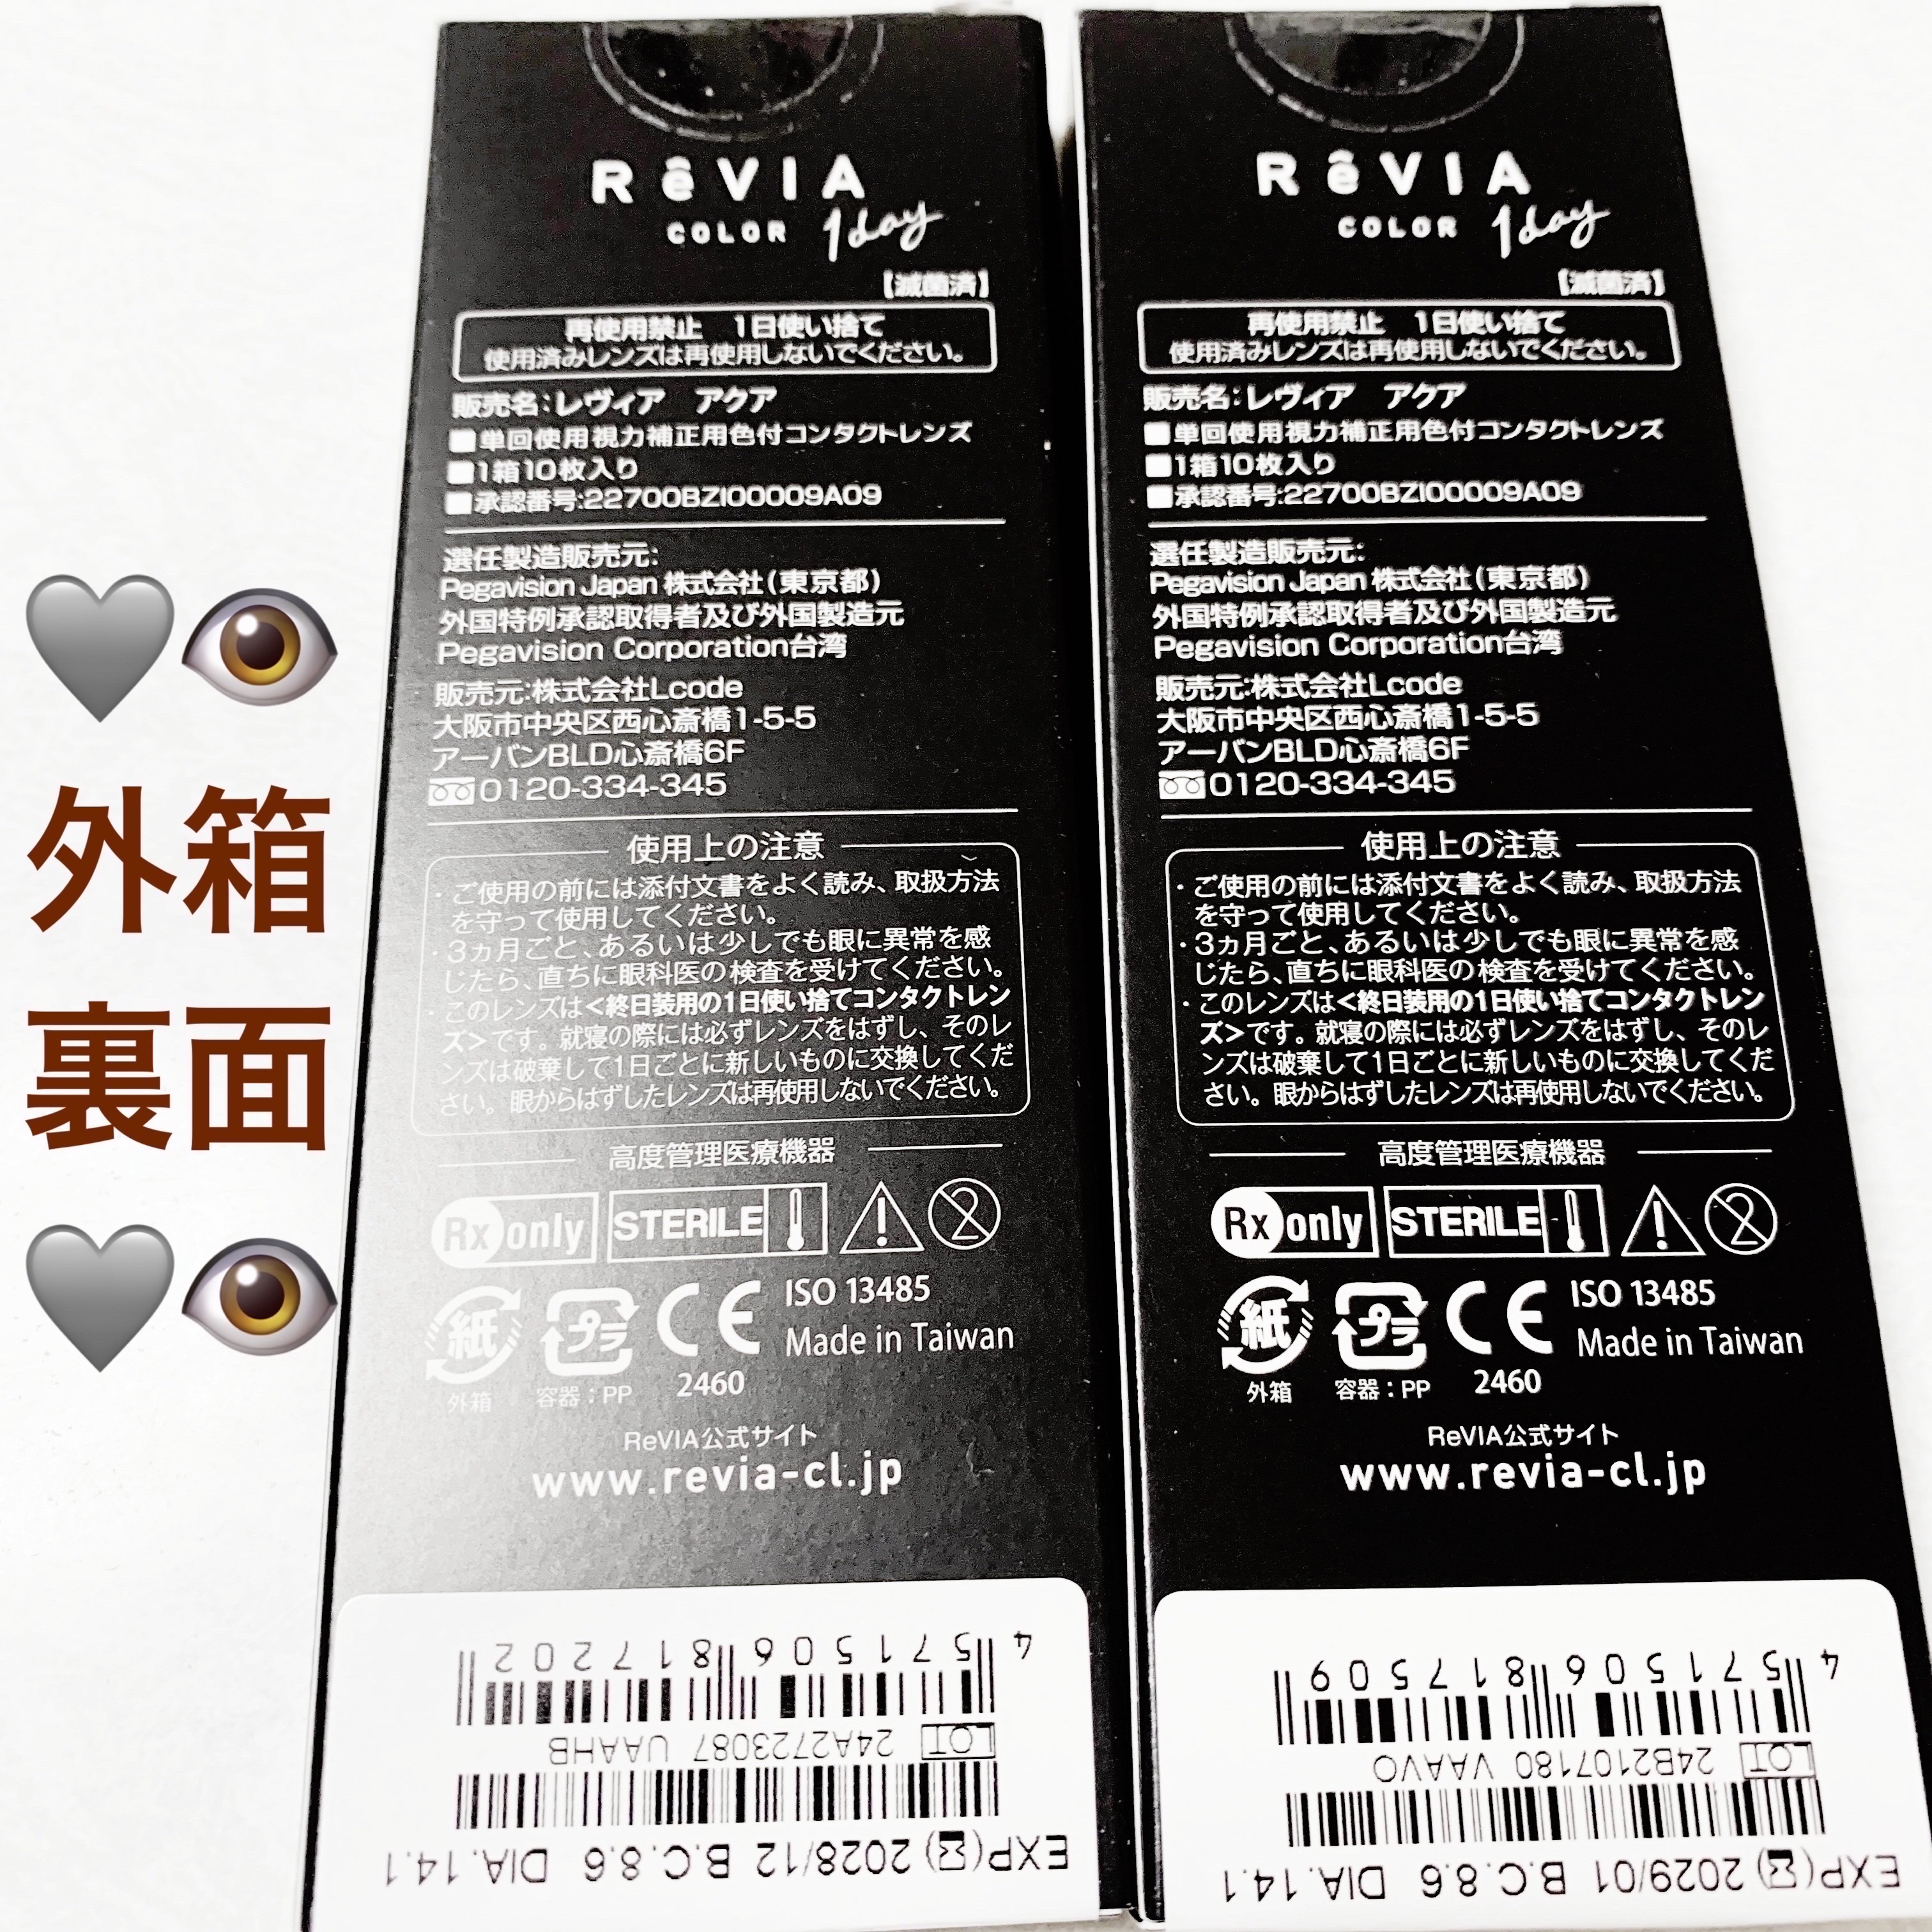 外箱
裏面
RêVIA
COLOR 1day
【滅菌済】
再使用禁止 1日使い捨て
使用済みレンズは再使用しないでください。
販売名:レヴィア アクア
■単回使用視力補正用色付コンタクトレンズ
■1箱10枚入り
■承認番号:22700BZI00009A09
選任製造販売元:
Pegavision Japan 株式会社(東京都)
外国特例承認取得者及び外国製造元
Pegavision Corporation台湾
販売元:株式会社Lcode
大阪市中央区西心斎橋1-5-5
アーバンBLD心斎橋6F
0120-334-345
使用上の注意
・ご使用の前には添付文書をよく読み、取扱方法
を守って使用してください。
・3ヵ月ごと、あるいは少しでも眼に異常を感
じたら、直ちに眼科医の検査を受けてください。
・このレンズは<終日装用の1日使い捨てコンタクトレン
ズ>です。就寝の際には必ずレンズをはずし、そのレ
ンズは破棄して1日ごとに新しいものに交換してくだ
さい。眼からはずしたレンズは再使用しないでください。
高度管理医療機器
Rx only STERILE 2
紙 プラ CE ISO 13485
Made in Taiwan
外箱 容器:PP 2460
ReVIA公式サイト
www.revia-cl.jp
4 571506 817202
LOT 24A2723087 UAAHB
EXP(⌛) 2028/12 B.C.8.6 DIA.14.1
RêVIA
COLOR 1day
【滅菌済】
再使用禁止 1日使い捨て
使用済みレンズは再使用しないでください。
販売名:レヴィア アクア
■単回使用視力補正用色付コンタクトレンズ
■1箱10枚入り
■承認番号:22700BZI00009A09
選任製造販売元:
Pegavision Japan 株式会社(東京都)
外国特例承認取得者及び外国製造元
Pegavision Corporation台湾
販売元:株式会社Lcode
大阪市中央区西心斎橋1-5-5
アーバンBLD心斎橋6F
0120-334-345
使用上の注意
・ご使用の前には添付文書をよく読み、取扱方法
を守って使用してください。
・3ヵ月ごと、あるいは少しでも眼に異常を感
じたら、直ちに眼科医の検査を受けてください。
・このレンズは<終日装用の1日使い捨てコンタクトレン
ズ>です。就寝の際には必ずレンズをはずし、そのレ
ンズは破棄して1日ごとに新しいものに交換してくだ
さい。眼からはずしたレンズは再使用しないでください。
高度管理医療機器
Rx only STERILE 2
紙 プラ CE ISO 13485
Made in Taiwan
外箱 容器:PP 2460
ReVIA公式サイト
www.revia-cl.jp
4 571506 817509
LOT 24B2107180 VAAVO
EXP(⌛) 2029/01 B.C.8.6 DIA.14.1